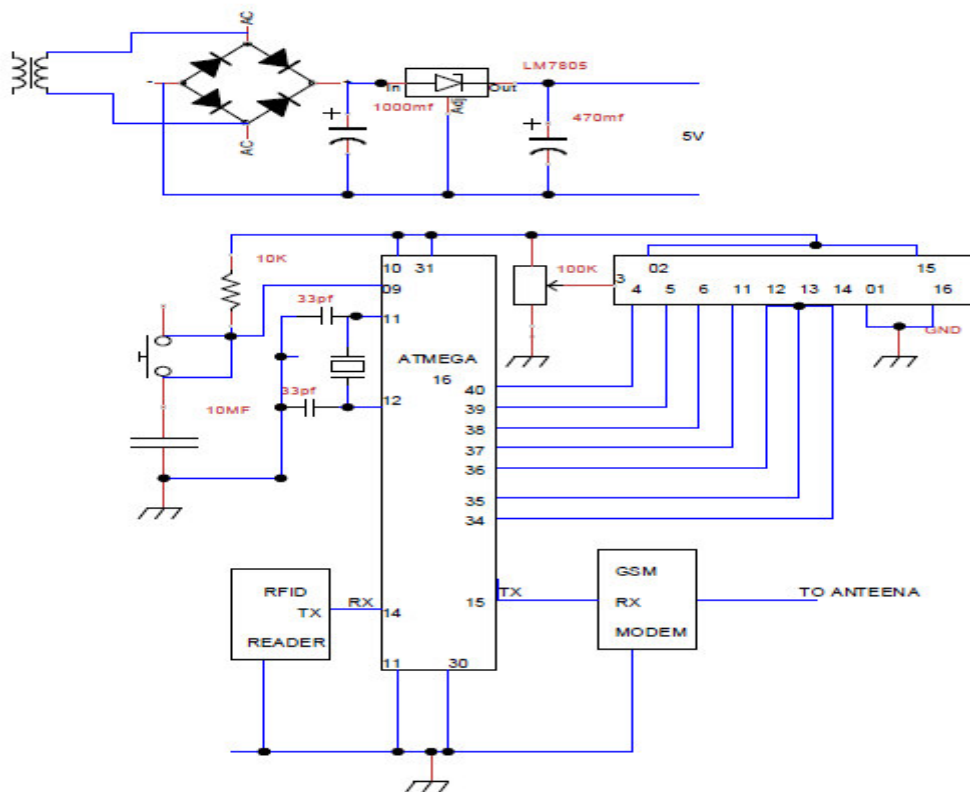 AC
LM7805
- + In Out
Adj
1000mf
470mf
5V
AC
10K
10 31
100K
3 02 15
09
4 5 6 11 12 13 14 01 16
33pf
11
GND
ATMEGA
16
33pf
12
10MF
40
39
38
37
36
35
34
RFID
TX
READER
RX
14
15
TX
GSM
RX
MODEM
TO ANTEENA
11 30